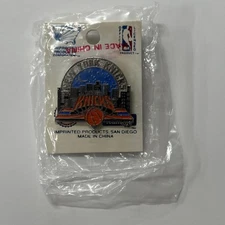 MADE IN CHINA
NEW YORK KNICKS
KNICKS
IMPRINTED PRODUCTS, SAN DIEGO
MADE IN CHINA